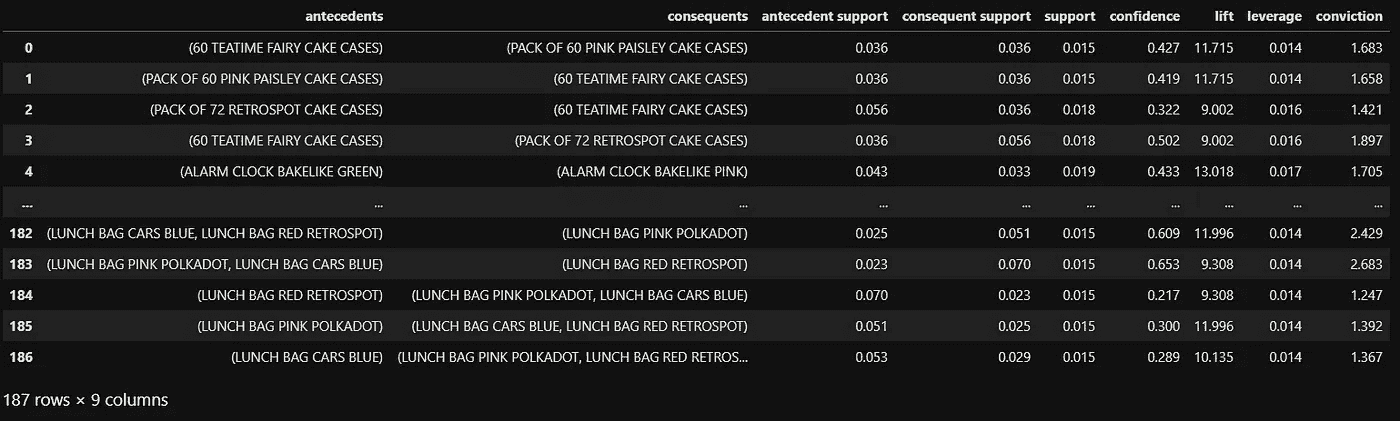 antecedents consequents antecedent support consequent support support confidence lift leverage conviction
0 (60 TEATIME FAIRY CAKE CASES) (PACK OF 60 PINK PAISLEY CAKE CASES) 0.036 0.036 0.015 0.427 11.715 0.014 1.683
1 (PACK OF 60 PINK PAISLEY CAKE CASES) (60 TEATIME FAIRY CAKE CASES) 0.036 0.036 0.015 0.419 11.715 0.014 1.658
2 (PACK OF 72 RETROSPOT CAKE CASES) (60 TEATIME FAIRY CAKE CASES) 0.056 0.036 0.018 0.322 9.002 0.016 1.421
3 (60 TEATIME FAIRY CAKE CASES) (PACK OF 72 RETROSPOT CAKE CASES) 0.036 0.056 0.018 0.502 9.002 0.016 1.897
4 (ALARM CLOCK BAKELIKE GREEN) (ALARM CLOCK BAKELIKE PINK) 0.043 0.033 0.019 0.433 13.018 0.017 1.705
... ... ... ... ... ... ... ... ... ...
182 (LUNCH BAG CARS BLUE, LUNCH BAG RED RETROSPOT) (LUNCH BAG PINK POLKADOT) 0.025 0.051 0.015 0.609 11.996 0.014 2.429
183 (LUNCH BAG PINK POLKADOT, LUNCH BAG CARS BLUE) (LUNCH BAG RED RETROSPOT) 0.023 0.070 0.015 0.653 9.308 0.014 2.683
184 (LUNCH BAG RED RETROSPOT) (LUNCH BAG PINK POLKADOT, LUNCH BAG CARS BLUE) 0.070 0.023 0.015 0.217 9.308 0.014 1.247
185 (LUNCH BAG PINK POLKADOT) (LUNCH BAG CARS BLUE, LUNCH BAG RED RETROSPOT) 0.051 0.025 0.015 0.300 11.996 0.014 1.392
186 (LUNCH BAG CARS BLUE) (LUNCH BAG PINK POLKADOT, LUNCH BAG RED RETROS... 0.053 0.029 0.015 0.289 10.135 0.014 1.367
187 rows × 9 columns